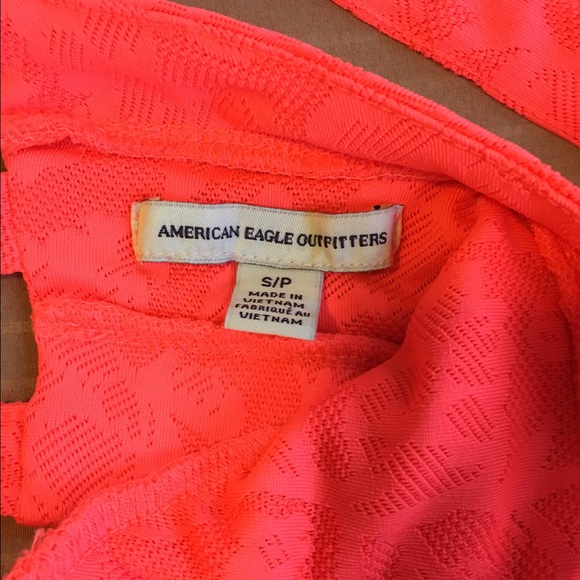 AMERICAN EAGLE OUTFITTERS
S/P
MADE IN
VIETNAM
FABRIQUÉ AU
VIETNAM